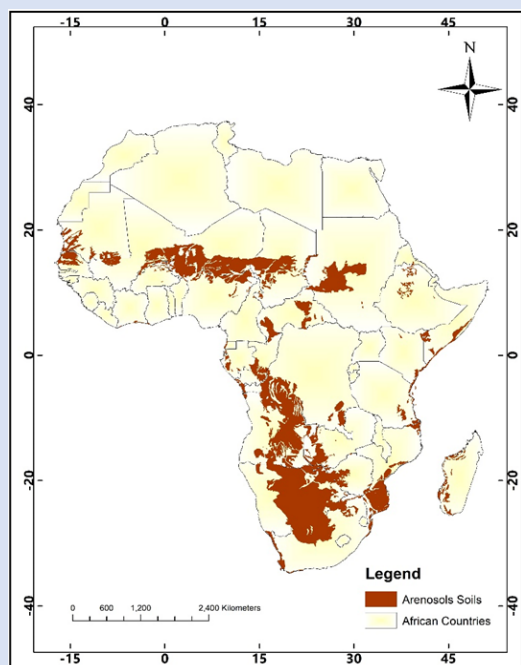 -15 0 15 30 45
N
40 40
20 20
0 0
-20 -20
-40 -40
Legend
Arenosols Soils
African Countries
0 600 1,200 2,400 Kilometers
-15 0 15 30 45